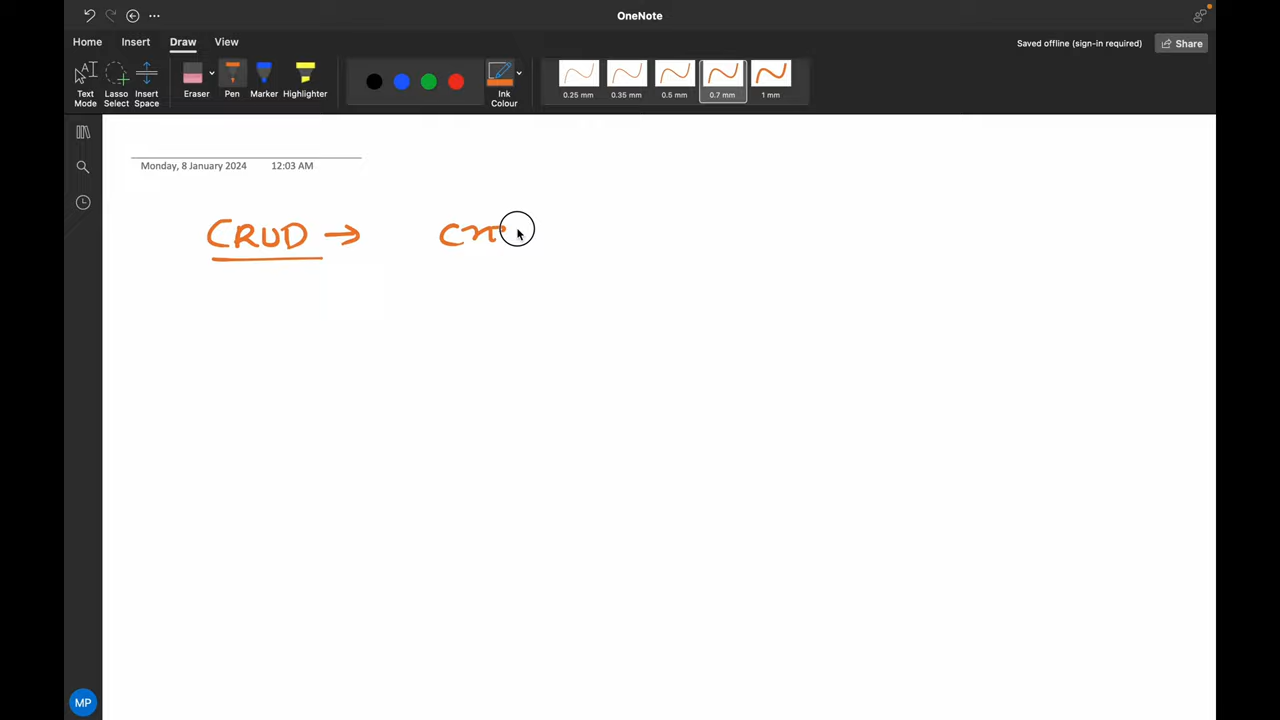 OneNote
Home Insert Draw View
Saved offline (sign-in required) Share
Text Mode
Lasso Select
Insert Space
Eraser
Pen
Marker
Highlighter
Ink Colour
0.25 mm 0.35 mm 0.5 mm 0.7 mm 1 mm
Monday, 8 January 2024 12:03 AM
CRUD → cr
MP